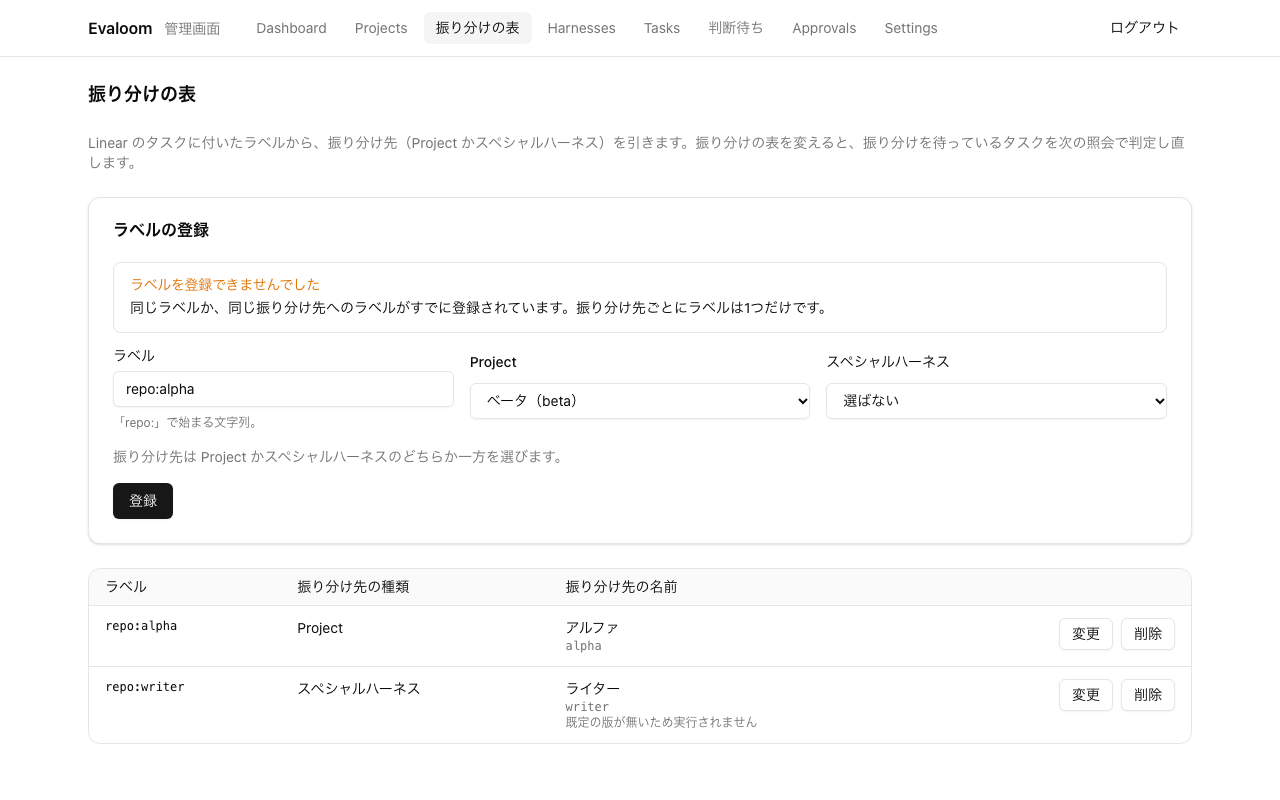 Evaloom 管理画面 Dashboard Projects 振り分けの表 Harnesses Tasks 判断待ち Approvals Settings ログアウト
振り分けの表
Linear のタスクに付いたラベルから、振り分け先（Project かスペシャルハーネス）を引きます。振り分けの表を変えると、振り分けを待っているタスクを次の照会で判定し直
します。
ラベルの登録
ラベルを登録できませんでした
同じラベルか、同じ振り分け先へのラベルがすでに登録されています。振り分け先ごとにラベルは1つだけです。
ラベル Project スペシャルハーネス
repo:alpha ベータ（beta） 選ばない
「repo:」で始まる文字列。
振り分け先は Project かスペシャルハーネスのどちらか一方を選びます。
登録
ラベル 振り分け先の種類 振り分け先の名前
repo:alpha Project アルファ 変更 削除
alpha
repo:writer スペシャルハーネス ライター 変更 削除
writer
既定の版が無いため実行されません